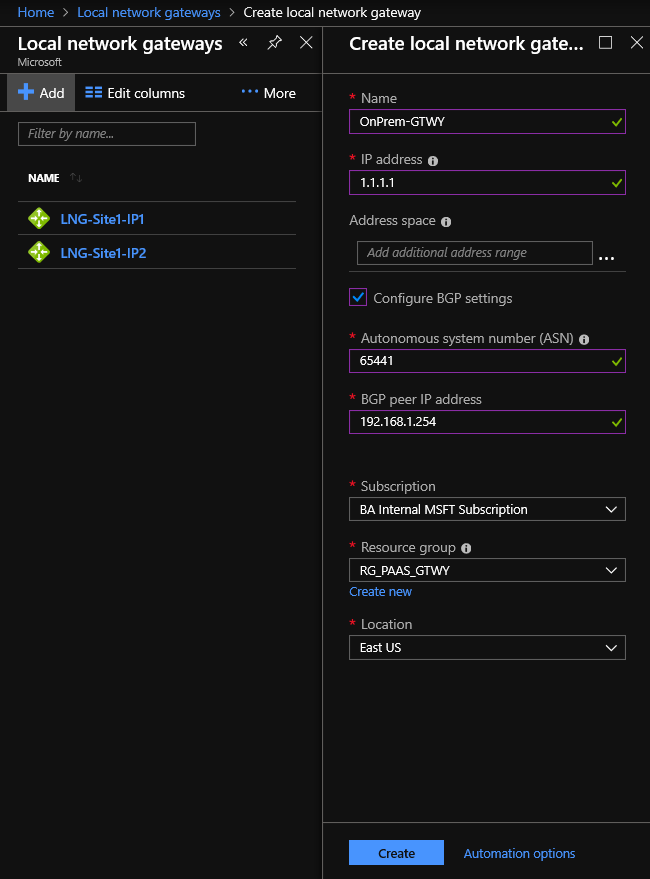 Home > Local network gateways > Create local network gateway
Local network gateways «
Microsoft
Add Edit columns ··· More
Filter by name...
NAME ↑↓
LNG-Site1-IP1
LNG-Site1-IP2
Create local network gate...
* Name
OnPrem-GTWY
* IP address
1.1.1.1
Address space
Add additional address range ...
Configure BGP settings
* Autonomous system number (ASN)
65441
* BGP peer IP address
192.168.1.254
* Subscription
BA Internal MSFT Subscription
* Resource group
RG_PAAS_GTWY
Create new
* Location
East US
Create Automation options